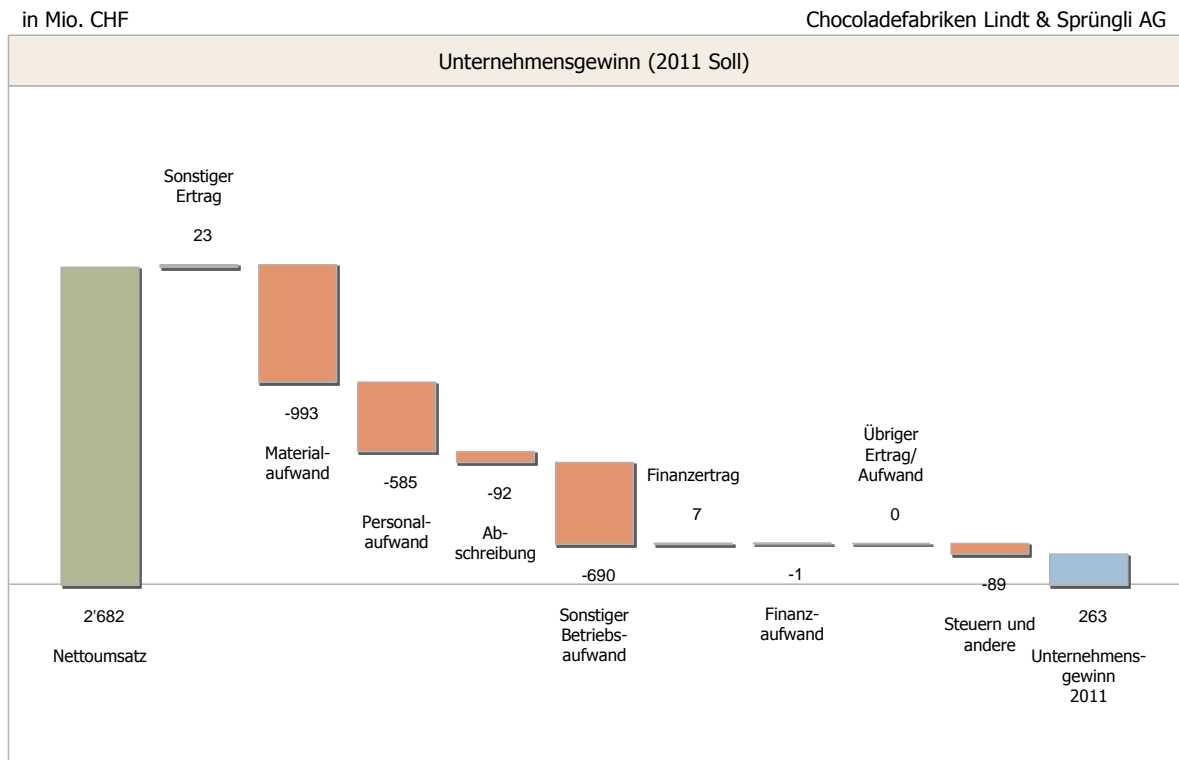 in Mio. CHF
Chocoladefabriken Lindt & Sprüngli AG
Unternehmensgewinn (2011 Soll)
2'682
Nettoumsatz
Sonstiger
Ertrag
23
-993
Material-
aufwand
-585
Personal-
aufwand
-92
Ab-
schreibung
-690
Sonstiger
Betriebs-
aufwand
Finanzertrag
7
-1
Finanz-
aufwand
Übriger
Ertrag/
Aufwand
0
-89
Steuern und
andere
263
Unternehmens-
gewinn
2011